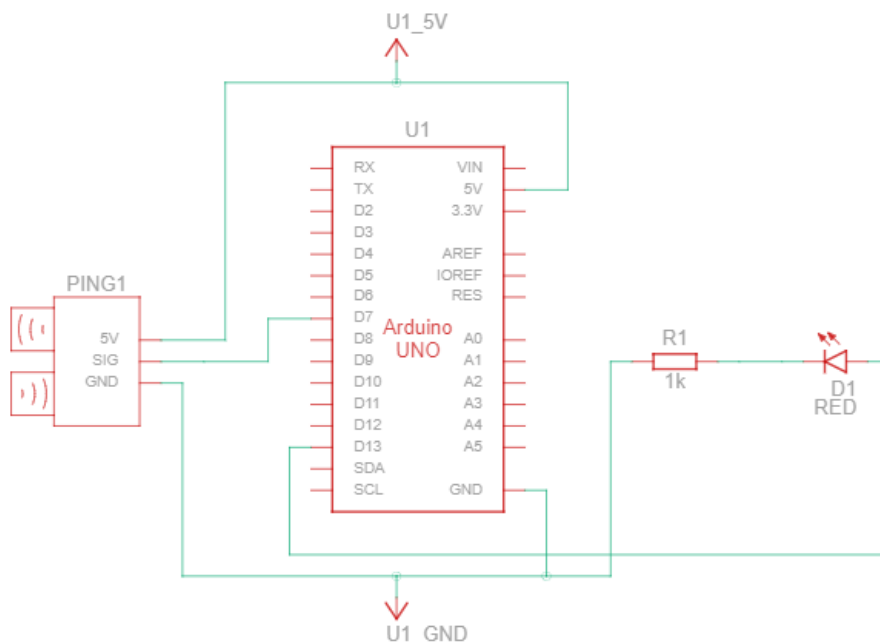 U1_5V
U1
RX VIN
TX 5V
D2 3.3V
D3
D4 AREF
D5 IOREF
D6 RES
D7
D8 A0
D9 A1
D10 A2
D11 A3
D12 A4
D13 A5
SDA
SCL GND
Arduino
UNO
PING1
5V
SIG
GND
R1
1k
D1
RED
U1_GND